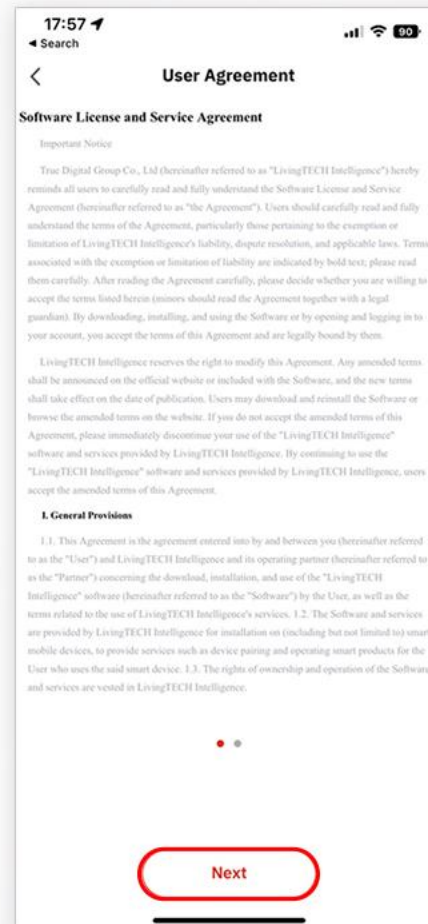 17:57
90
◀ Search
User Agreement
Software License and Service Agreement
Important Notice
True Digital Group Co., Ltd (hereinafter referred to as "LivingTECH Intelligence") hereby
reminds all users to carefully read and fully understand the Software License and Service
Agreement (hereinafter referred to as "the Agreement"). Users should carefully read and fully
understand the terms of the Agreement, particularly those pertaining to the exemption or
limitation of LivingTECH Intelligence's liability, dispute resolution, and applicable laws. Terms
associated with the exemption or limitation of liability are indicated by bold text; please read
them carefully. After reading the Agreement carefully, please decide whether you are willing to
accept the terms listed herein (minors should read the Agreement together with a legal
guardian). By downloading, installing, and using the Software or by opening and logging in to
your account, you accept the terms of this Agreement and are legally bound by them.
LivingTECH Intelligence reserves the right to modify this Agreement. Any amended terms
shall be announced on the official website or included with the Software, and the new terms
shall take effect on the date of publication. Users may download and reinstall the Software or
browse the amended terms on the website. If you do not accept the amended terms of this
Agreement, please immediately discontinue your use of the "LivingTECH Intelligence"
software and services provided by LivingTECH Intelligence. By continuing to use the
"LivingTECH Intelligence" software and services provided by LivingTECH Intelligence, users
accept the amended terms of this Agreement.
I. General Provisions
1.1. This Agreement is the agreement entered into by and between you (hereinafter referred
to as the "User") and LivingTECH Intelligence and its operating partner (hereinafter referred to
as the "Partner") concerning the download, installation, and use of the "LivingTECH
Intelligence" software (hereinafter referred to as the "Software") by the User, as well as the
terms related to the use of LivingTECH Intelligence's services. 1.2. The Software and services
are provided by LivingTECH Intelligence for installation on (including but not limited to) smart
mobile devices, to provide services such as device pairing and operating smart products for the
User who uses the said smart device. 1.3. The rights of ownership and operation of the Software
and services are vested in LivingTECH Intelligence.
Next